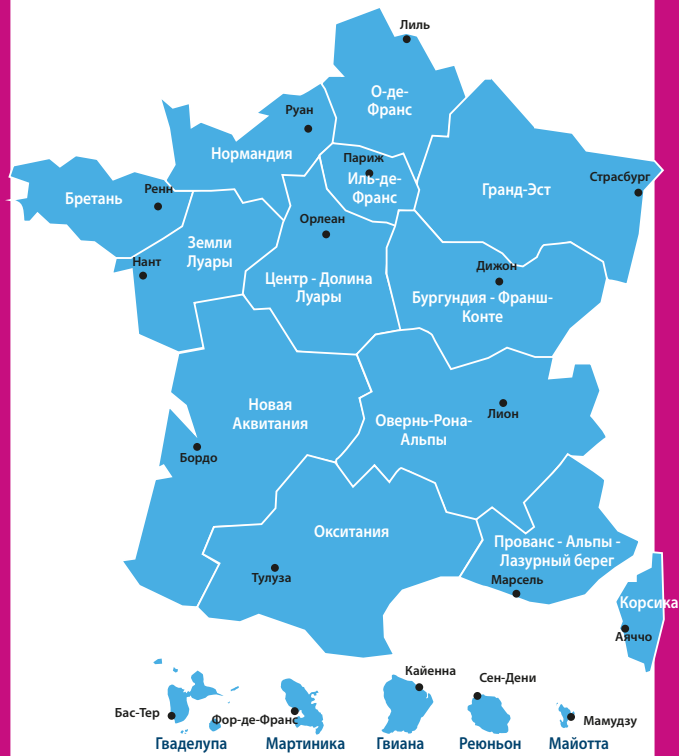 Лиль
О-де-
Франс
Руан
Нормандия
Париж
Иль-де-
Франс
Гранд-Эст
Страсбург
Бретань
Ренн
Орлеан
Земли
Луары
Нант
Центр - Долина
Луары
Дижон
Бургундия - Франш-
Конте
Новая
Аквитания
Лион
Овернь-Рона-
Альпы
Бордо
Окситания
Прованс - Альпы -
Лазурный берег
Тулуза
Марсель
Корсика
Аяччо
Кайенна
Сен-Дени
Бас-Тер
Фор-де-Франс
Мамудзу
Гваделупа
Мартиника
Гвиана
Реюньон
Майотта